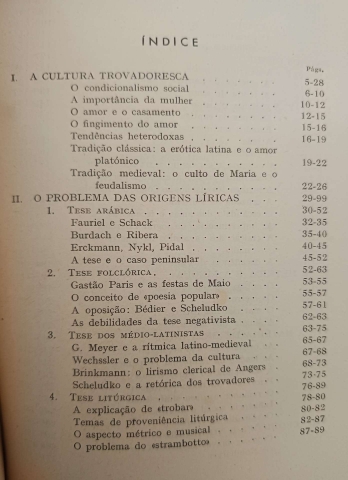 ÍNDICE
Págs.
I. A CULTURA TROVADORESCA . . . . . . . 5-28
O condicionalismo social . . . . . . 6-10
A importância da mulher . . . . . . 10-12
O amor e o casamento . . . . . . 12-15
O fingimento do amor . . . . . . 15-16
Tendências heterodoxas . . . . . . 16-19
Tradição clássica: a erótica latina e o amor
platónico . . . . . . 19-22
Tradição medieval: o culto de Maria e o
feudalismo . . . . . . 22-26
II. O PROBLEMA DAS ORIGENS LÍRICAS . . . . 29-99
1. TESE ARÁBICA . . . . . . 30-52
Fauriel e Schack . . . . . . 32-35
Burdach e Ribera . . . . . . 35-40
Erckmann, Nykl, Pidal . . . . . . 40-45
A tese e o caso peninsular . . . . . . 45-52
2. TESE FOLCLÓRICA . . . . . . 52-63
Gastão Paris e as festas de Maio . . . . 53-55
O conceito de «poesia popular» . . . . 55-57
A oposição: Bédier e Scheludko . . . . 57-61
As debilidades da tese negativista . . . . 62-63
3. TESE DOS MÉDIO-LATINISTAS . . . . . . 63-75
G. Meyer e a rítmica latino-medieval . . . 65-67
Wechssler e o problema da cultura . . . 67-68
Brinkmann: o lirismo clerical de Angers . . 68-73
Scheludko e a retórica dos trovadores . . . 73-75
4. TESE LITÚRGICA . . . . . . 76-89
A explicação de «trobar» . . . . . . 78-80
Temas de proveniência litúrgica . . . . 80-82
O aspecto métrico e musical . . . . . 82-87
O problema do «strambotto» . . . . . 87-89